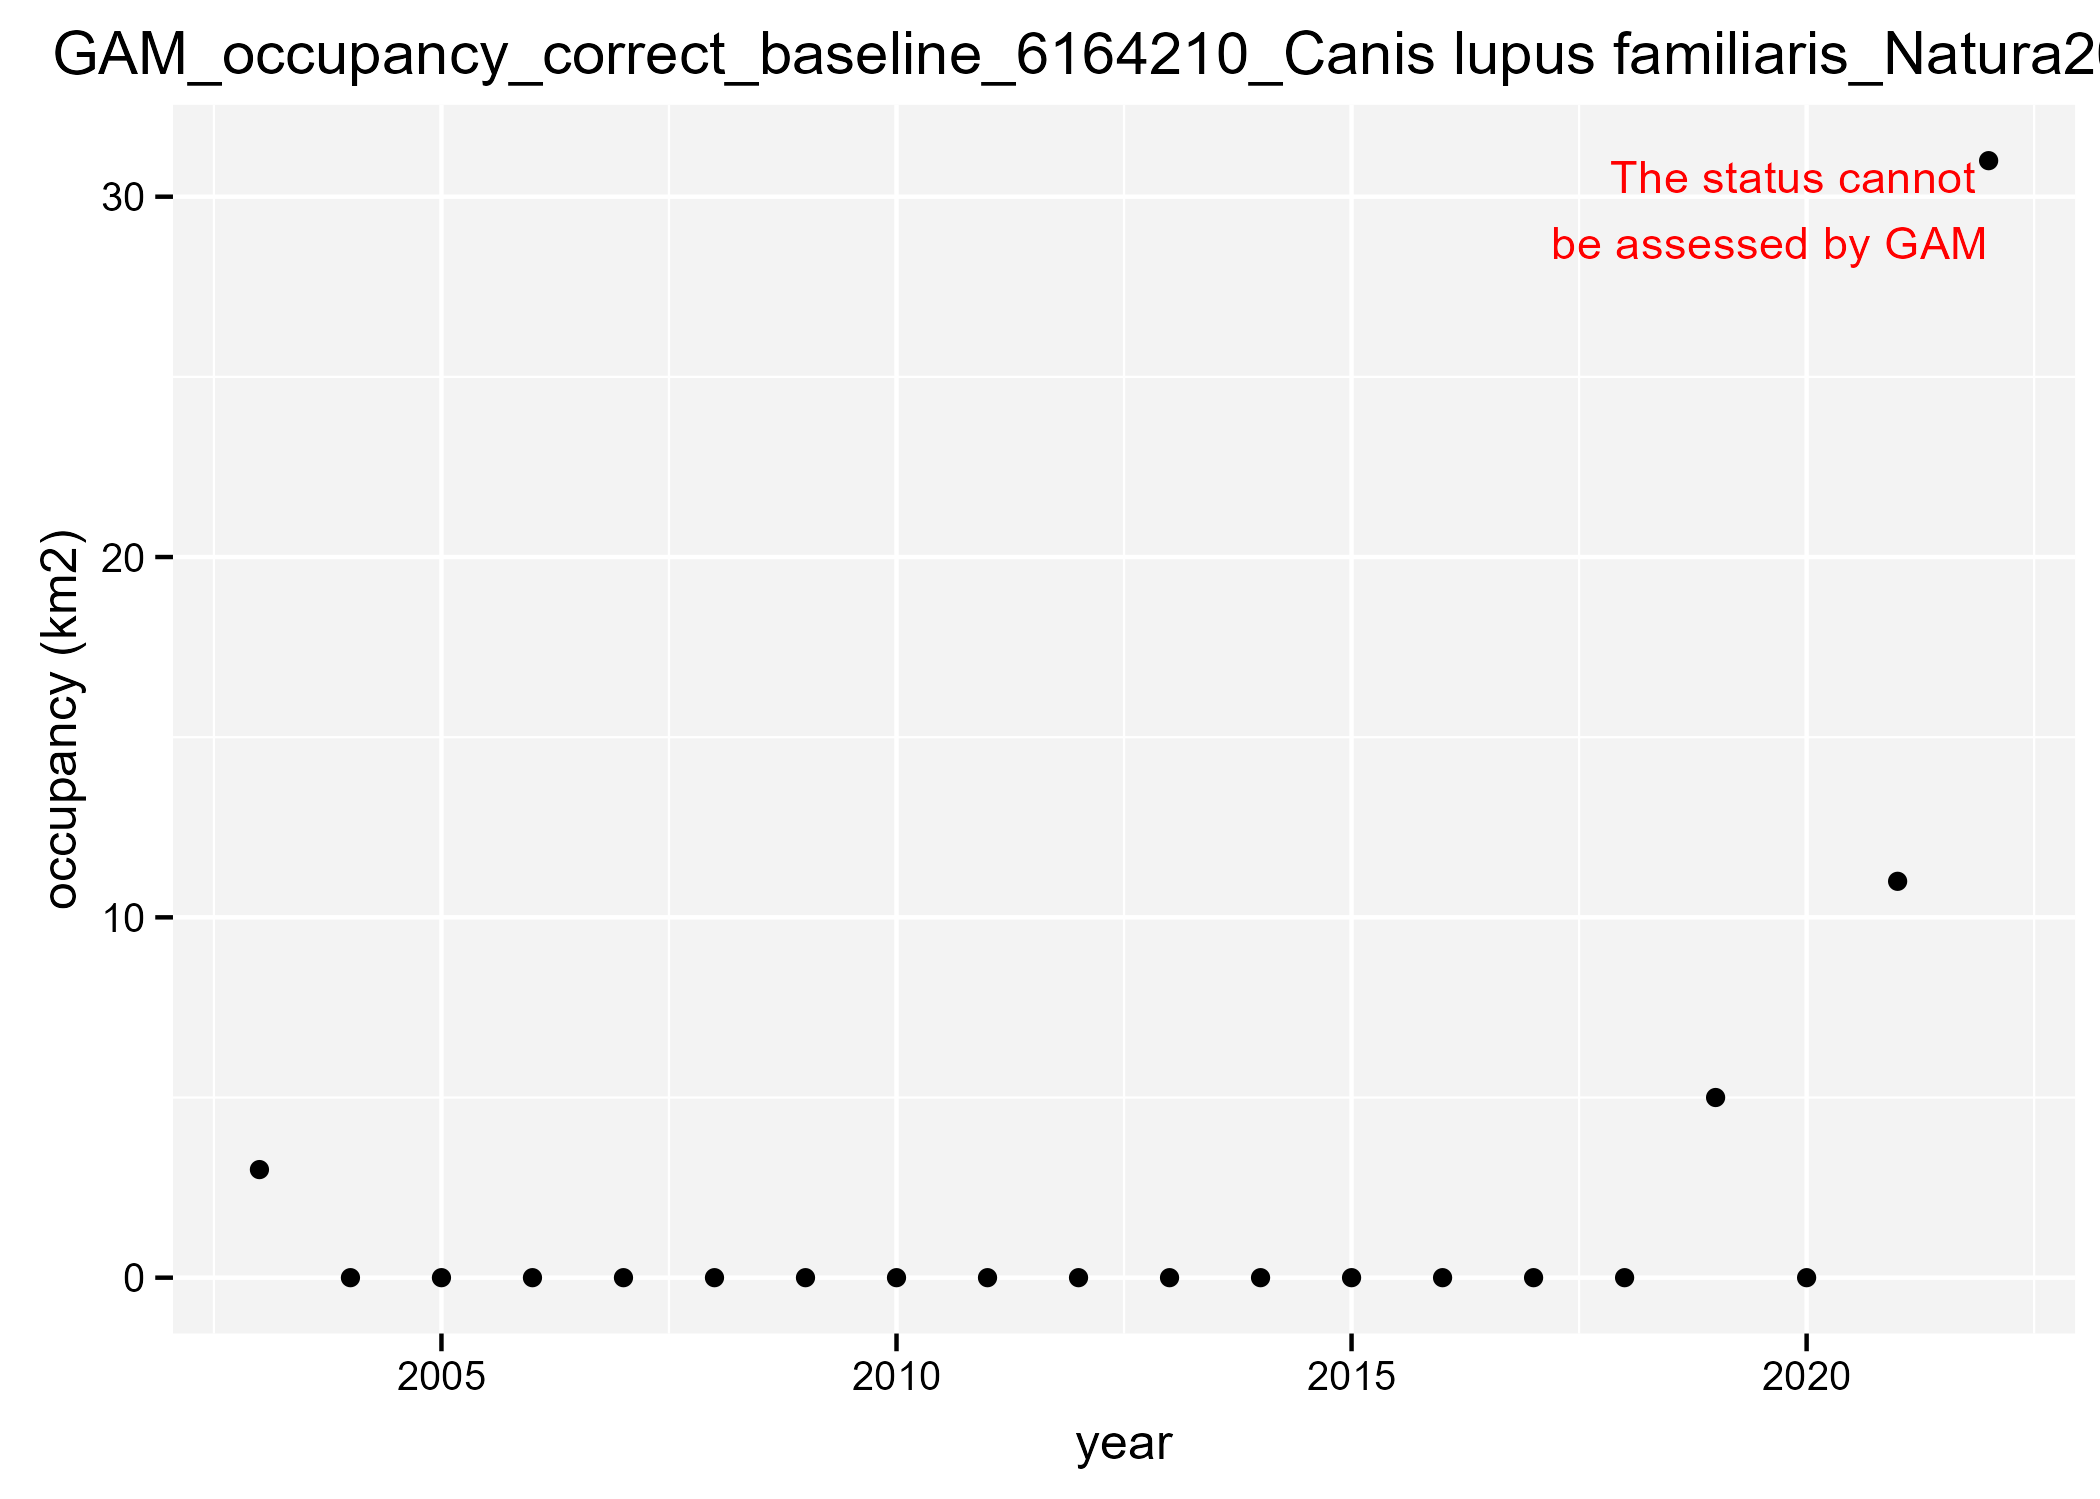 GAM_occupancy_correct_baseline_6164210_Canis lupus familiaris_Natura20
The status cannot
be assessed by GAM
occupancy (km2)
30
20
10
0
2005 2010 2015 2020
year